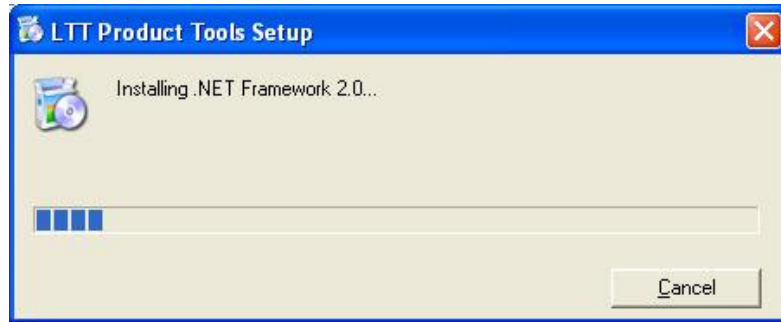 LTT Product Tools Setup
Installing .NET Framework 2.0...
Cancel